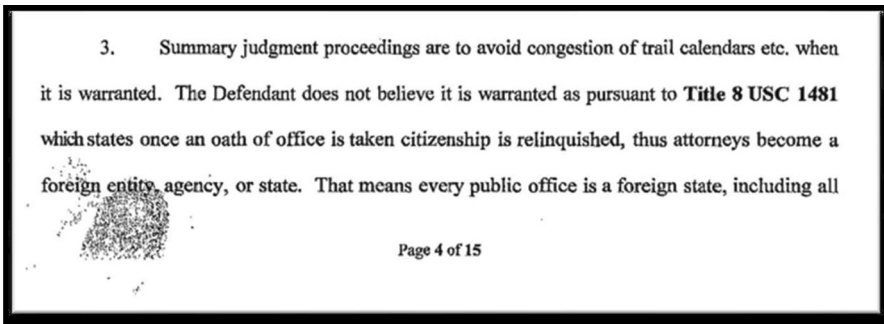 3. Summary judgment proceedings are to avoid congestion of trail calendars etc. when
it is warranted. The Defendant does not believe it is warranted as pursuant to Title 8 USC 1481
which states once an oath of office is taken citizenship is relinquished, thus attorneys become a
foreign entity, agency, or state. That means every public office is a foreign state, including all
Page 4 of 15